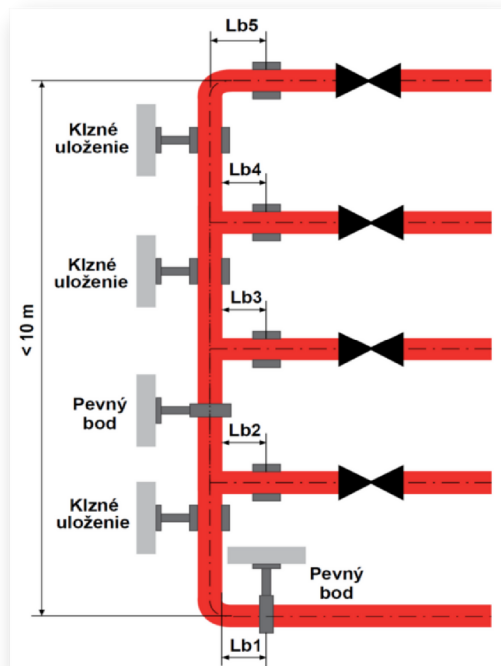 Lb5
Klzné
uloženie
Lb4
Klzné
uloženie
Lb3
< 10 m
Pevný
bod
Lb2
Klzné
uloženie
Pevný
bod
Lb1